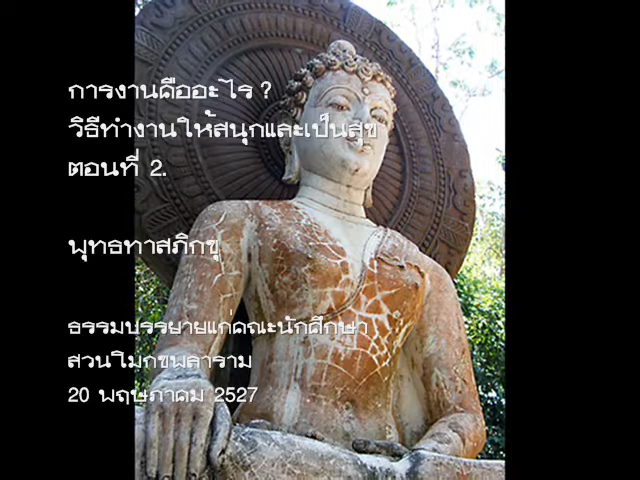 การงานคืออะไร ?
วิธีทำงานให้สนุกและเป็นสุข
ตอนที่ 2.
พุทธทาสภิกขุ
ธรรมบรรยายแก่คณะนักศึกษา
สวนโมกขพลาราม
20 พฤษภาคม 2527